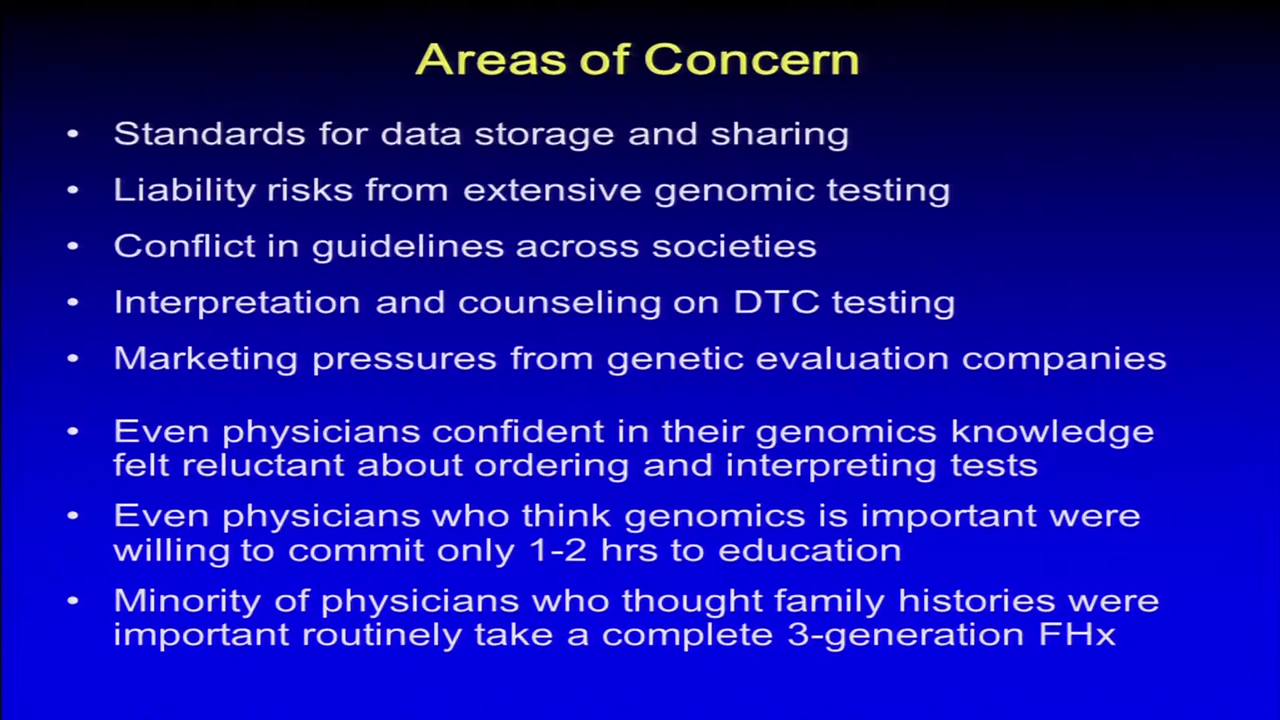 Areas of Concern
• Standards for data storage and sharing
• Liability risks from extensive genomic testing
• Conflict in guidelines across societies
• Interpretation and counseling on DTC testing
• Marketing pressures from genetic evaluation companies
• Even physicians confident in their genomics knowledge
felt reluctant about ordering and interpreting tests
• Even physicians who think genomics is important were
willing to commit only 1-2 hrs to education
• Minority of physicians who thought family histories were
important routinely take a complete 3-generation FHx